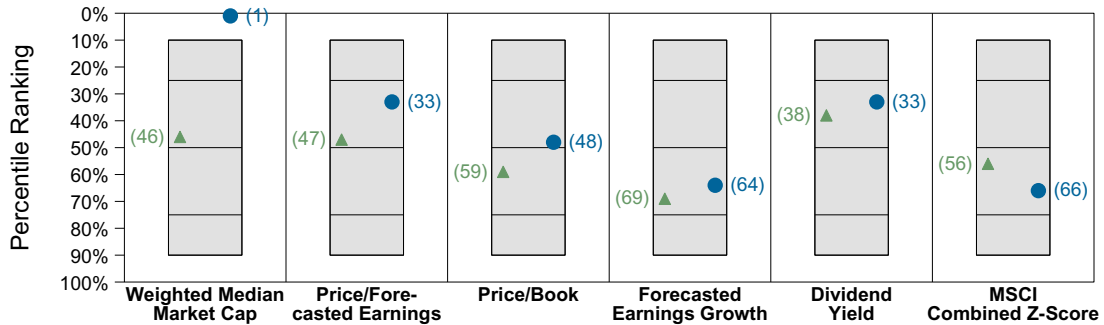 Percentile Ranking
0%
10%
20%
30%
40%
50%
60%
70%
80%
90%
100%
(1)
(46)
(33)
(47)
(48)
(59)
(64)
(69)
(33)
(38)
(56)
(66)
Weighted Median
Market Cap
Price/Fore-
casted Earnings
Price/Book
Forecasted
Earnings Growth
Dividend
Yield
MSCI
Combined Z-Score